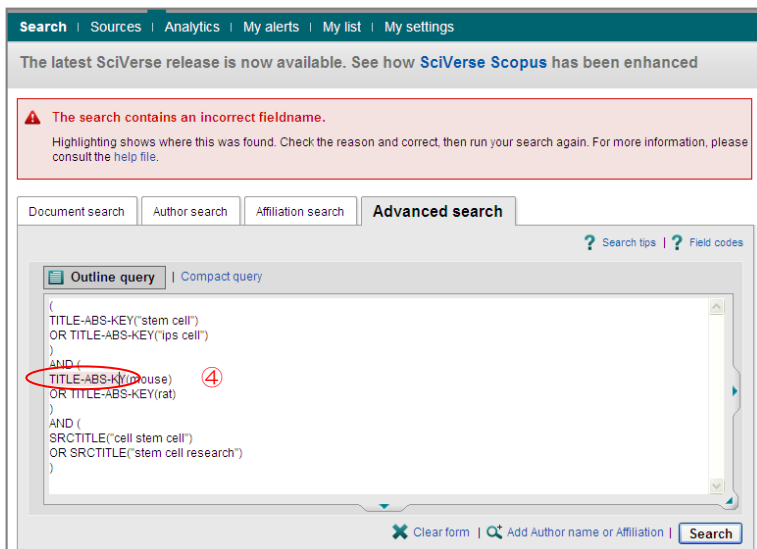 Search | Sources | Analytics | My alerts | My list | My settings
The latest SciVerse release is now available. See how SciVerse Scopus has been enhanced
The search contains an incorrect fieldname.
Highlighting shows where this was found. Check the reason and correct, then run your search again. For more information, please
consult the help file.
Document search Author search Affiliation search Advanced search
? Search tips | ? Field codes
Outline query | Compact query
(
TITLE-ABS-KEY("stem cell")
OR TITLE-ABS-KEY("ips cell")
)
AND (
TITLE-ABS-KY(mouse) ④
OR TITLE-ABS-KEY(rat)
)
AND (
SRCTITLE("cell stem cell")
OR SRCTITLE("stem cell research")
)
Clear form | Add Author name or Affiliation | Search